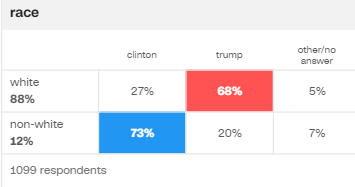 race
clinton trump other/no
answer
white
88% 27% 68% 5%
non-white
12% 73% 20% 7%
1099 respondents